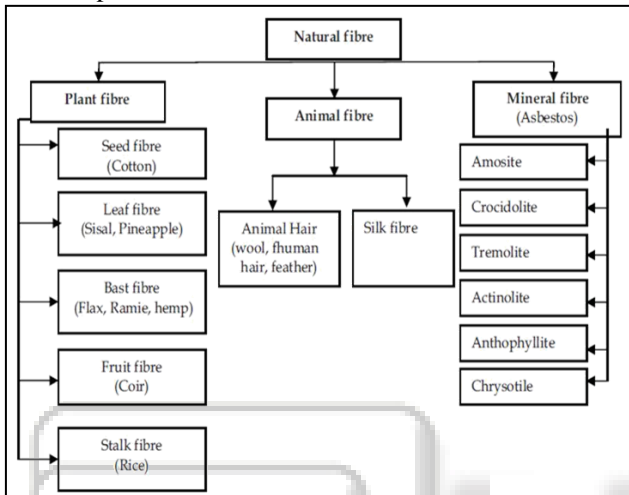 Natural fibre
Plant fibre
Seed fibre
(Cotton)
Leaf fibre
(Sisal, Pineapple)
Bast fibre
(Flax, Ramie, hemp)
Fruit fibre
(Coir)
Stalk fibre
(Rice)
Animal fibre
Animal Hair
(wool, fhuman
hair, feather)
Silk fibre
Mineral fibre
(Asbestos)
Amosite
Crocidolite
Tremolite
Actinolite
Anthophyllite
Chrysotile